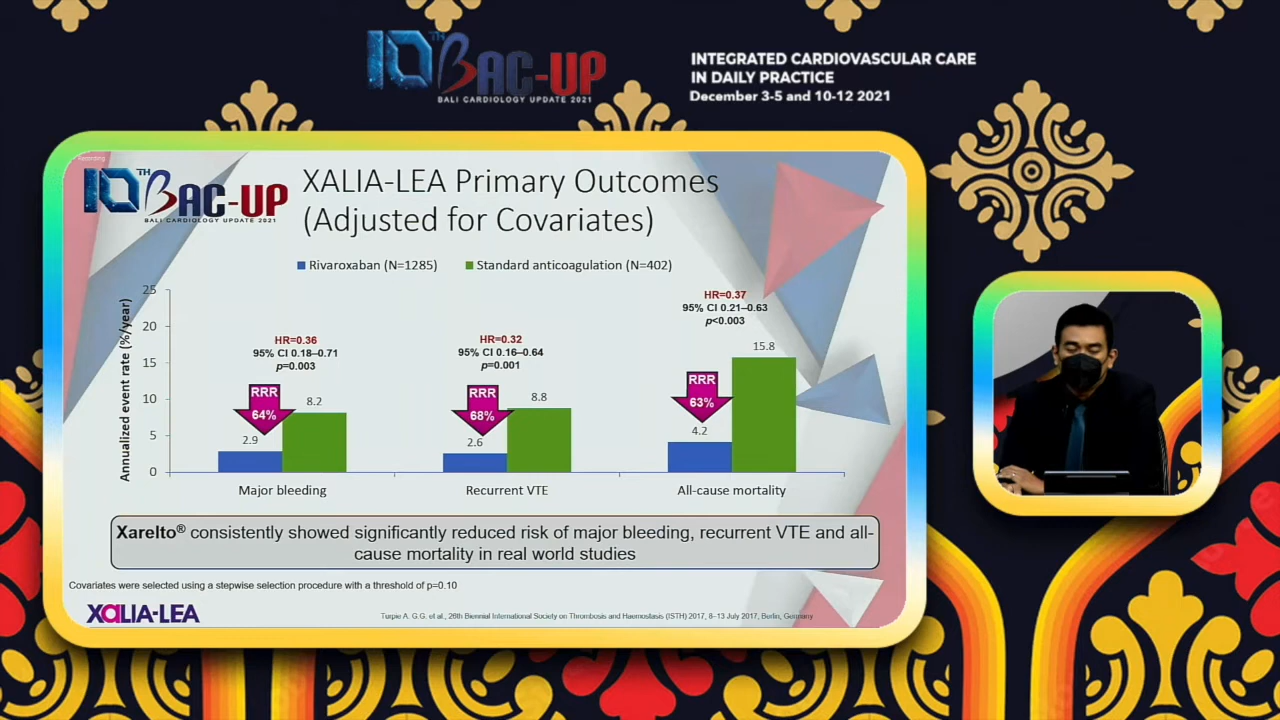 10TH BAC-UP
BALI CARDIOLOGY UPDATE 2021
INTEGRATED CARDIOVASCULAR CARE
IN DAILY PRACTICE
December 3-5 and 10-12 2021
Recording
10TH BAC-UP
BALI CARDIOLOGY UPDATE 2021
XALIA-LEA Primary Outcomes
(Adjusted for Covariates)
Rivaroxaban (N=1285)
Standard anticoagulation (N=402)
Annualized event rate (%/year)
25
20
15
10
5
0
HR=0.36
95% CI 0.18–0.71
p=0.003
RRR
64%
2.9
8.2
Major bleeding
HR=0.32
95% CI 0.16–0.64
p=0.001
RRR
68%
2.6
8.8
Recurrent VTE
HR=0.37
95% CI 0.21–0.63
p<0.003
RRR
63%
4.2
15.8
All-cause mortality
Xarelto® consistently showed significantly reduced risk of major bleeding, recurrent VTE and all-
cause mortality in real world studies
Covariates were selected using a stepwise selection procedure with a threshold of p=0.10
XALIA-LEA
Turpie A. G.G. et al., 26th Biennial International Society on Thrombosis and Haemostasis (ISTH) 2017, 8–13 July 2017, Berlin, Germany